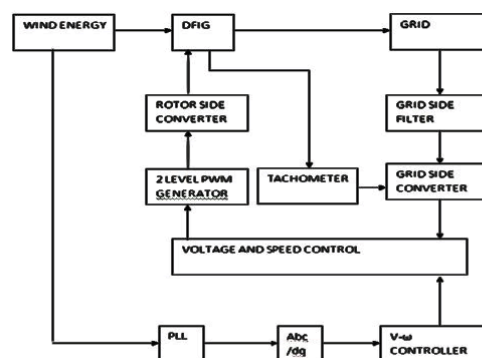 WIND ENERGY
DFIG
GRID
ROTOR SIDE
CONVERTER
GRID SIDE
FILTER
2 LEVEL PWM
GENERATOR
TACHOMETER
GRID SIDE
CONVERTER
VOLTAGE AND SPEED CONTROL
PLL
Abc
/dq
V-ω
CONTROLLER